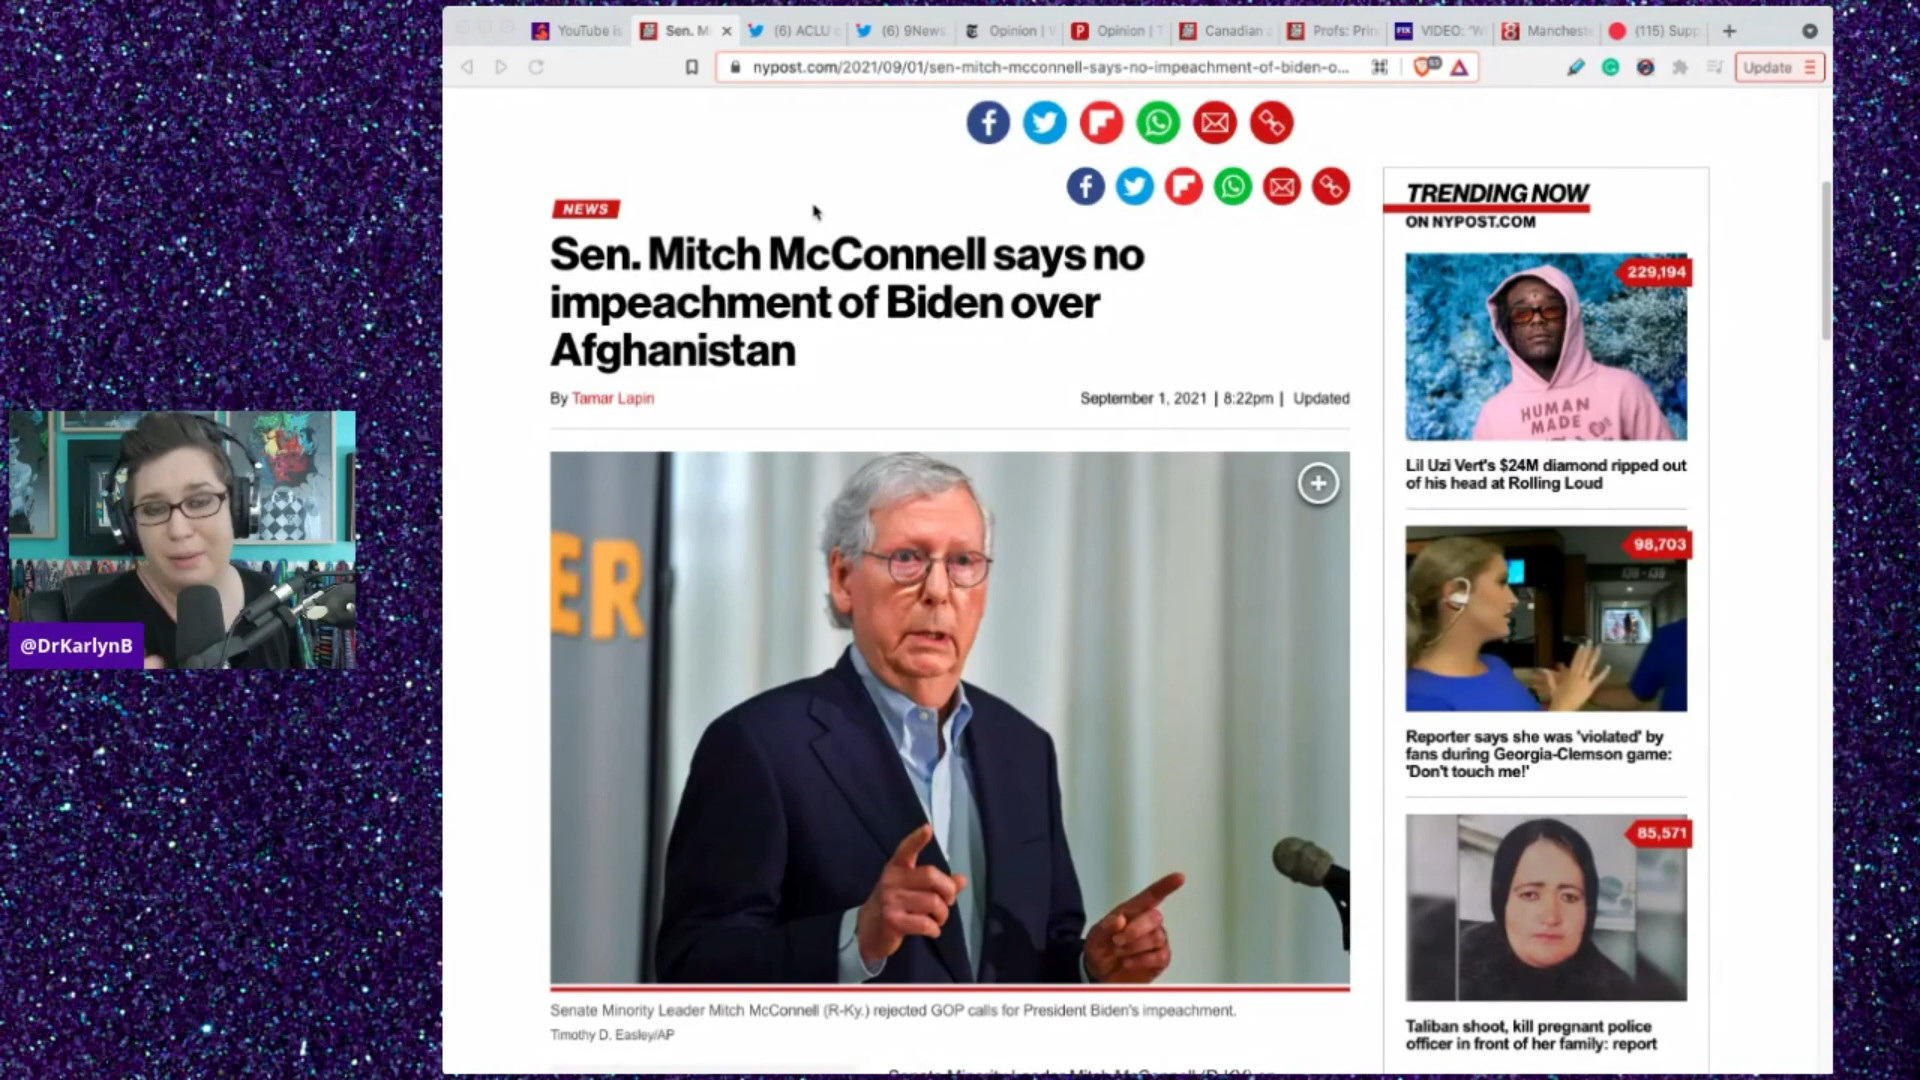 YouTube is
Sen. M
(6) ACLU
(6) 9News
Opinion |
Opinion |
Canadian
Profs: Prin
VIDEO: "W
Manchest
(115) Supp
nypost.com/2021/09/01/sen-mitch-mcconnell-says-no-impeachment-of-biden-o...
Update
NEWS
Sen. Mitch McConnell says no
impeachment of Biden over
Afghanistan
By Tamar Lapin
September 1, 2021 | 8:22pm | Updated
ER
Senate Minority Leader Mitch McConnell (R-Ky.) rejected GOP calls for President Biden's impeachment.
Timothy D. Easley/AP
TRENDING NOW
ON NYPOST.COM
229,194
HUMAN
MADE
Lil Uzi Vert's $24M diamond ripped out
of his head at Rolling Loud
98,703
Reporter says she was 'violated' by
fans during Georgia-Clemson game:
'Don't touch me!'
85,571
Taliban shoot, kill pregnant police
officer in front of her family: report
@DrKarlynB